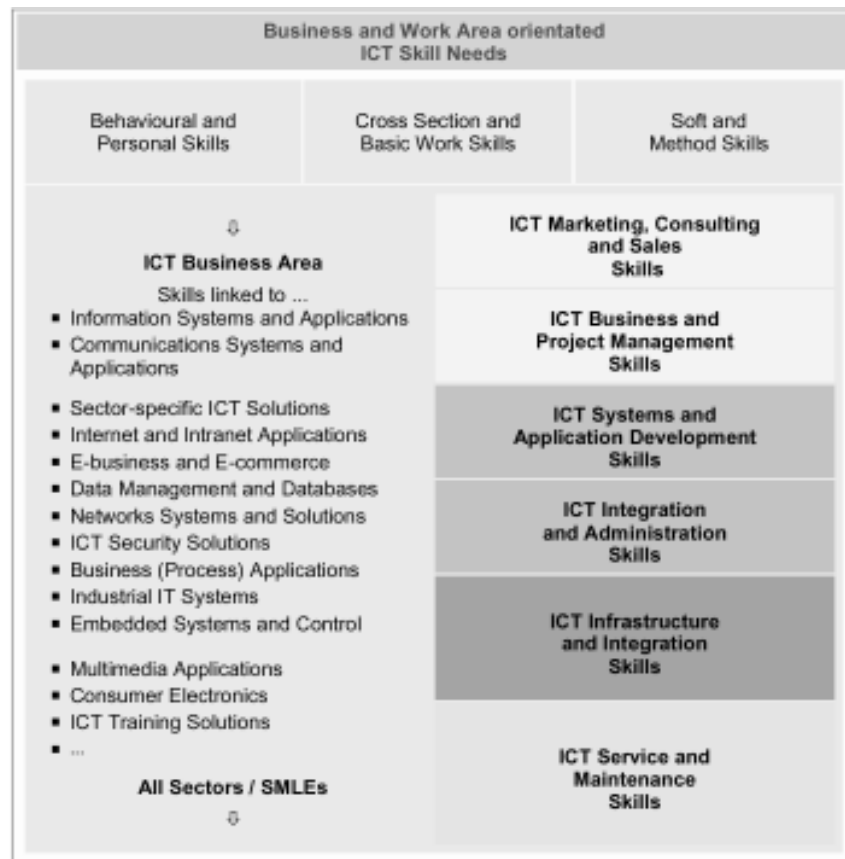 Business and Work Area orientated
ICT Skill Needs
Behavioural and
Personal Skills
Cross Section and
Basic Work Skills
Soft and
Method Skills
⇩
ICT Business Area
Skills linked to ...
▪ Information Systems and Applications
▪ Communications Systems and
Applications
▪ Sector-specific ICT Solutions
▪ Internet and Intranet Applications
▪ E-business and E-commerce
▪ Data Management and Databases
▪ Networks Systems and Solutions
▪ ICT Security Solutions
▪ Business (Process) Applications
▪ Industrial IT Systems
▪ Embedded Systems and Control
▪ Multimedia Applications
▪ Consumer Electronics
▪ ICT Training Solutions
▪ ...
All Sectors / SMLEs
⇩
ICT Marketing, Consulting
and Sales
Skills
ICT Business and
Project Management
Skills
ICT Systems and
Application Development
Skills
ICT Integration
and Administration
Skills
ICT Infrastructure
and Integration
Skills
ICT Service and
Maintenance
Skills